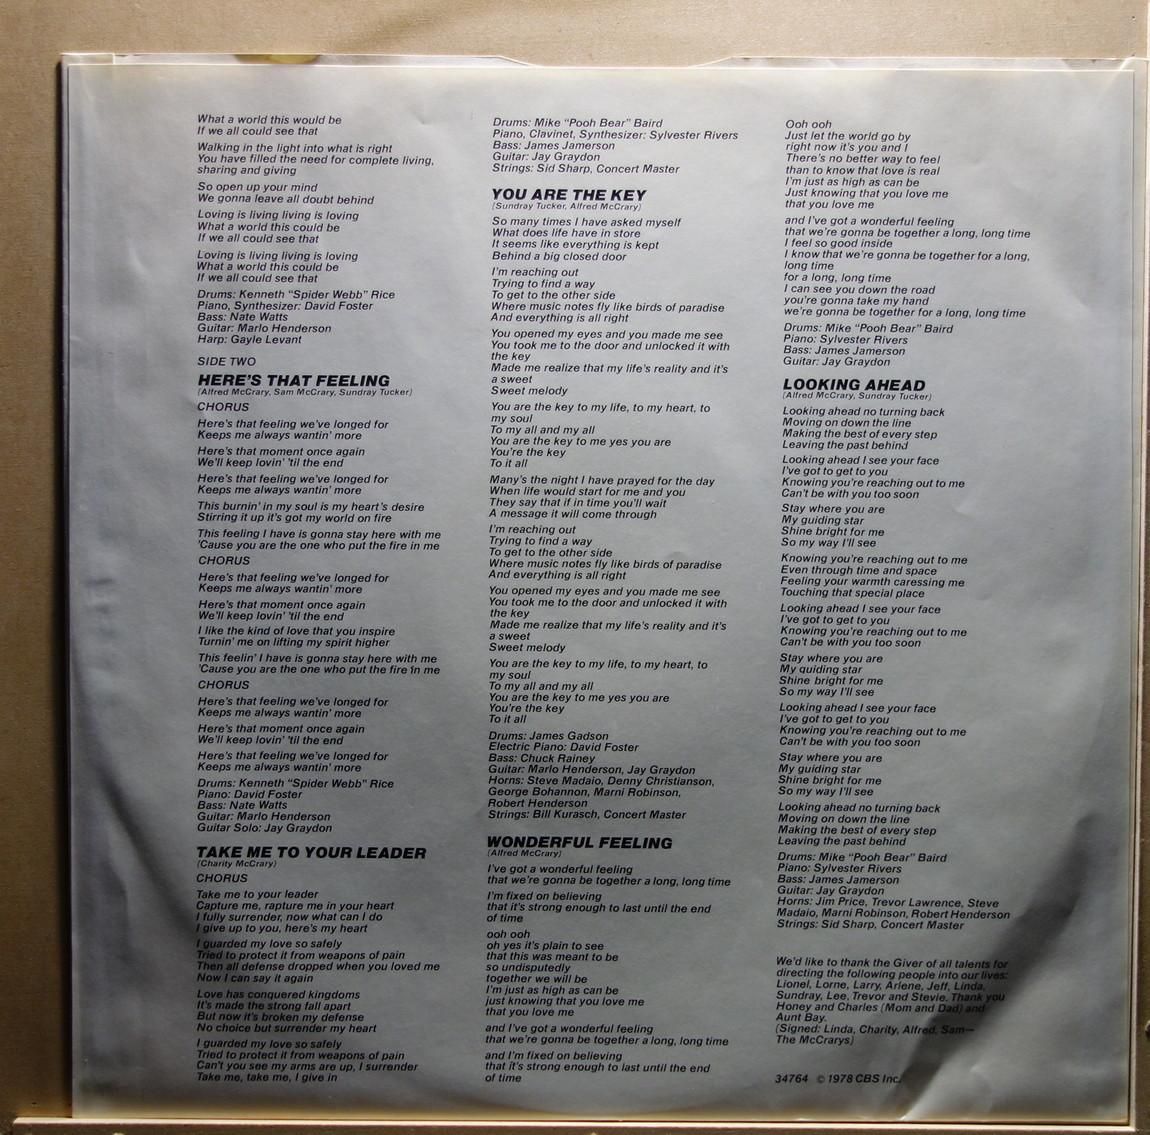 What a world this would be
If we all could see that
Walking in the light into what is right
You have filled the need for complete living,
sharing and giving
So open up your mind
We gonna leave all doubt behind
Loving is living living is loving
What a world this could be
If we all could see that
Loving is living living is loving
What a world this could be
If we all could see that
Drums: Kenneth “Spider Webb” Rice
Piano, Synthesizer: David Foster
Bass: Nate Watts
Guitar: Marlo Henderson
Harp: Gayle Levant
SIDE TWO
HERE'S THAT FEELING
(Alfred McCrary, Sam McCrary, Sundray Tucker)
CHORUS
Here's that feeling we've longed for
Keeps me always wantin' more
Here's that moment once again
We'll keep lovin' 'til the end
Here's that feeling we've longed for
Keeps me always wantin' more
This burnin' in my soul is my heart's desire
Stirring it up it's got my world on fire
This feeling I have is gonna stay here with me
'Cause you are the one who put the fire in me
CHORUS
Here's that feeling we've longed for
Keeps me always wantin' more
Here's that moment once again
We'll keep lovin' 'til the end
I like the kind of love that you inspire
Turnin' me on lifting my spirit higher
This feelin' I have is gonna stay here with me
'Cause you are the one who put the fire in me
CHORUS
Here's that feeling we've longed for
Keeps me always wantin' more
Here's that moment once again
We'll keep lovin' 'til the end
Here's that feeling we've longed for
Keeps me always wantin' more
Drums: Kenneth “Spider Webb” Rice
Piano: David Foster
Bass: Nate Watts
Guitar: Marlo Henderson
Guitar Solo: Jay Graydon
TAKE ME TO YOUR LEADER
(Charity McCrary)
CHORUS
Take me to your leader
Capture me, rapture me in your heart
I fully surrender, now what can I do
I give up to you, here's my heart
I guarded my love so safely
Tried to protect it from weapons of pain
Then all defense dropped when you loved me
Now I can say it again
Love has conquered kingdoms
It's made the strong fall apart
But now it's broken my defense
No choice but surrender my heart
I guarded my love so safely
Tried to protect it from weapons of pain
Can't you see my arms are up, I surrender
Take me, take me, I give in
Drums: Mike “Pooh Bear” Baird
Piano, Clavinet, Synthesizer: Sylvester Rivers
Bass: James Jamerson
Guitar: Jay Graydon
Strings: Sid Sharp, Concert Master
YOU ARE THE KEY
(Sundray Tucker, Alfred McCrary)
So many times I have asked myself
What does life have in store
It seems like everything is kept
Behind a big closed door
I'm reaching out
Trying to find a way
To get to the other side
Where music notes fly like birds of paradise
And everything is all right
You opened my eyes and you made me see
You took me to the door and unlocked it with
the key
Made me realize that my life's reality and it's
a sweet
Sweet melody
You are the key to my life, to my heart, to
my soul
To my all and my all
You are the key to me yes you are
You're the key
To it all
Many's the night I have prayed for the day
When life would start for me and you
They say that if in time you'll wait
A message it will come through
I'm reaching out
Trying to find a way
To get to the other side
Where music notes fly like birds of paradise
And everything is all right
You opened my eyes and you made me see
You took me to the door and unlocked it with
the key
Made me realize that my life's reality and it's
a sweet
Sweet melody
You are the key to my life, to my heart, to
my soul
To my all and my all
You are the key to me yes you are
You're the key
To it all
Drums: James Gadson
Electric Piano: David Foster
Bass: Chuck Rainey
Guitar: Marlo Henderson, Jay Graydon
Horns: Steve Madaio, Denny Christianson,
George Bohannon, Marni Robinson,
Robert Henderson
Strings: Bill Kurasch, Concert Master
WONDERFUL FEELING
(Alfred McCrary)
I've got a wonderful feeling
that we're gonna be together a long, long time
I'm fixed on believing
that it's strong enough to last until the end
of time
ooh ooh
oh yes it's plain to see
that this was meant to be
so undisputedly
together we will be
I'm just as high as can be
just knowing that you love me
that you love me
and I've got a wonderful feeling
that we're gonna be together a long, long time
and I'm fixed on believing
that it's strong enough to last until the end
of time
Ooh ooh
Just let the world go by
right now it's you and I
There's no better way to feel
than to know that love is real
I'm just as high as can be
Just knowing that you love me
that you love me
and I've got a wonderful feeling
that we're gonna be together a long, long time
I feel so good inside
I know that we're gonna be together for a long,
long time
for a long, long time
I can see you down the road
you're gonna take my hand
we're gonna be together for a long, long time
Drums: Mike “Pooh Bear” Baird
Piano: Sylvester Rivers
Bass: James Jamerson
Guitar: Jay Graydon
LOOKING AHEAD
(Alfred McCrary, Sundray Tucker)
Looking ahead no turning back
Moving on down the line
Making the best of every step
Leaving the past behind
Looking ahead I see your face
I've got to get to you
Knowing you're reaching out to me
Can't be with you too soon
Stay where you are
My guiding star
Shine bright for me
So my way I'll see
Knowing you're reaching out to me
Even through time and space
Feeling your warmth caressing me
Touching that special place
Looking ahead I see your face
I've got to get to you
Knowing you're reaching out to me
Can't be with you too soon
Stay where you are
My guiding star
Shine bright for me
So my way I'll see
Looking ahead I see your face
I've got to get to you
Knowing you're reaching out to me
Can't be with you too soon
Stay where you are
My guiding star
Shine bright for me
So my way I'll see
Looking ahead no turning back
Moving on down the line
Making the best of every step
Leaving the past behind
Drums: Mike “Pooh Bear” Baird
Piano: Sylvester Rivers
Bass: James Jamerson
Guitar: Jay Graydon
Horns: Jim Price, Trevor Lawrence, Steve
Madaio, Marni Robinson, Robert Henderson
Strings: Sid Sharp, Concert Master
We'd like to thank the Giver of all talents for
directing the following people into our lives:
Lionel, Lorne, Larry, Arlene, Jeff, Linda,
Sundray, Lee, Trevor and Stevie. Thank you
Honey and Charles (Mom and Dad) and
Aunt Bay.
(Signed: Linda, Charity, Alfred, Sam—
The McCrarys)
34764 © 1978 CBS Inc.